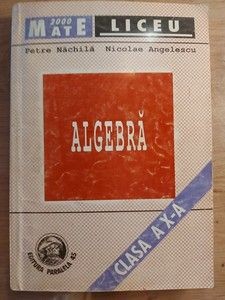 2000
MATE LICEU
Petre Năchilă Nicolae Angelescu
ALGEBRĂ
CLASA A X-A
EDITURA PARALELA 45